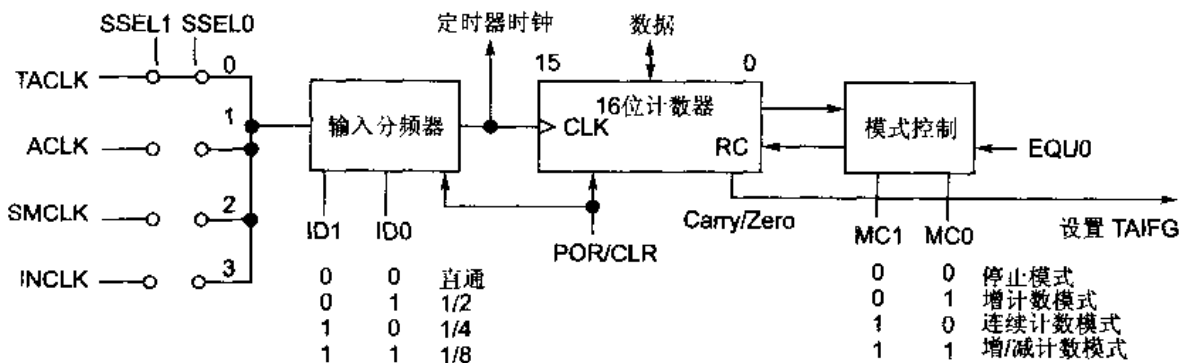 SSEL1 SSEL0
定时器时钟
数据
TACLK
0
15
0
1
输入分频器
16位计数器
CLK
RC
模式控制
EQU0
ACLK
SMCLK
2
INCLK
3
ID1 ID0
POR/CLR
Carry/Zero
MC1 MC0
设置 TAIFG
0 0 直通
0 1 1/2
1 0 1/4
1 1 1/8
0 0 停止模式
0 1 增计数模式
1 0 连续计数模式
1 1 增/减计数模式